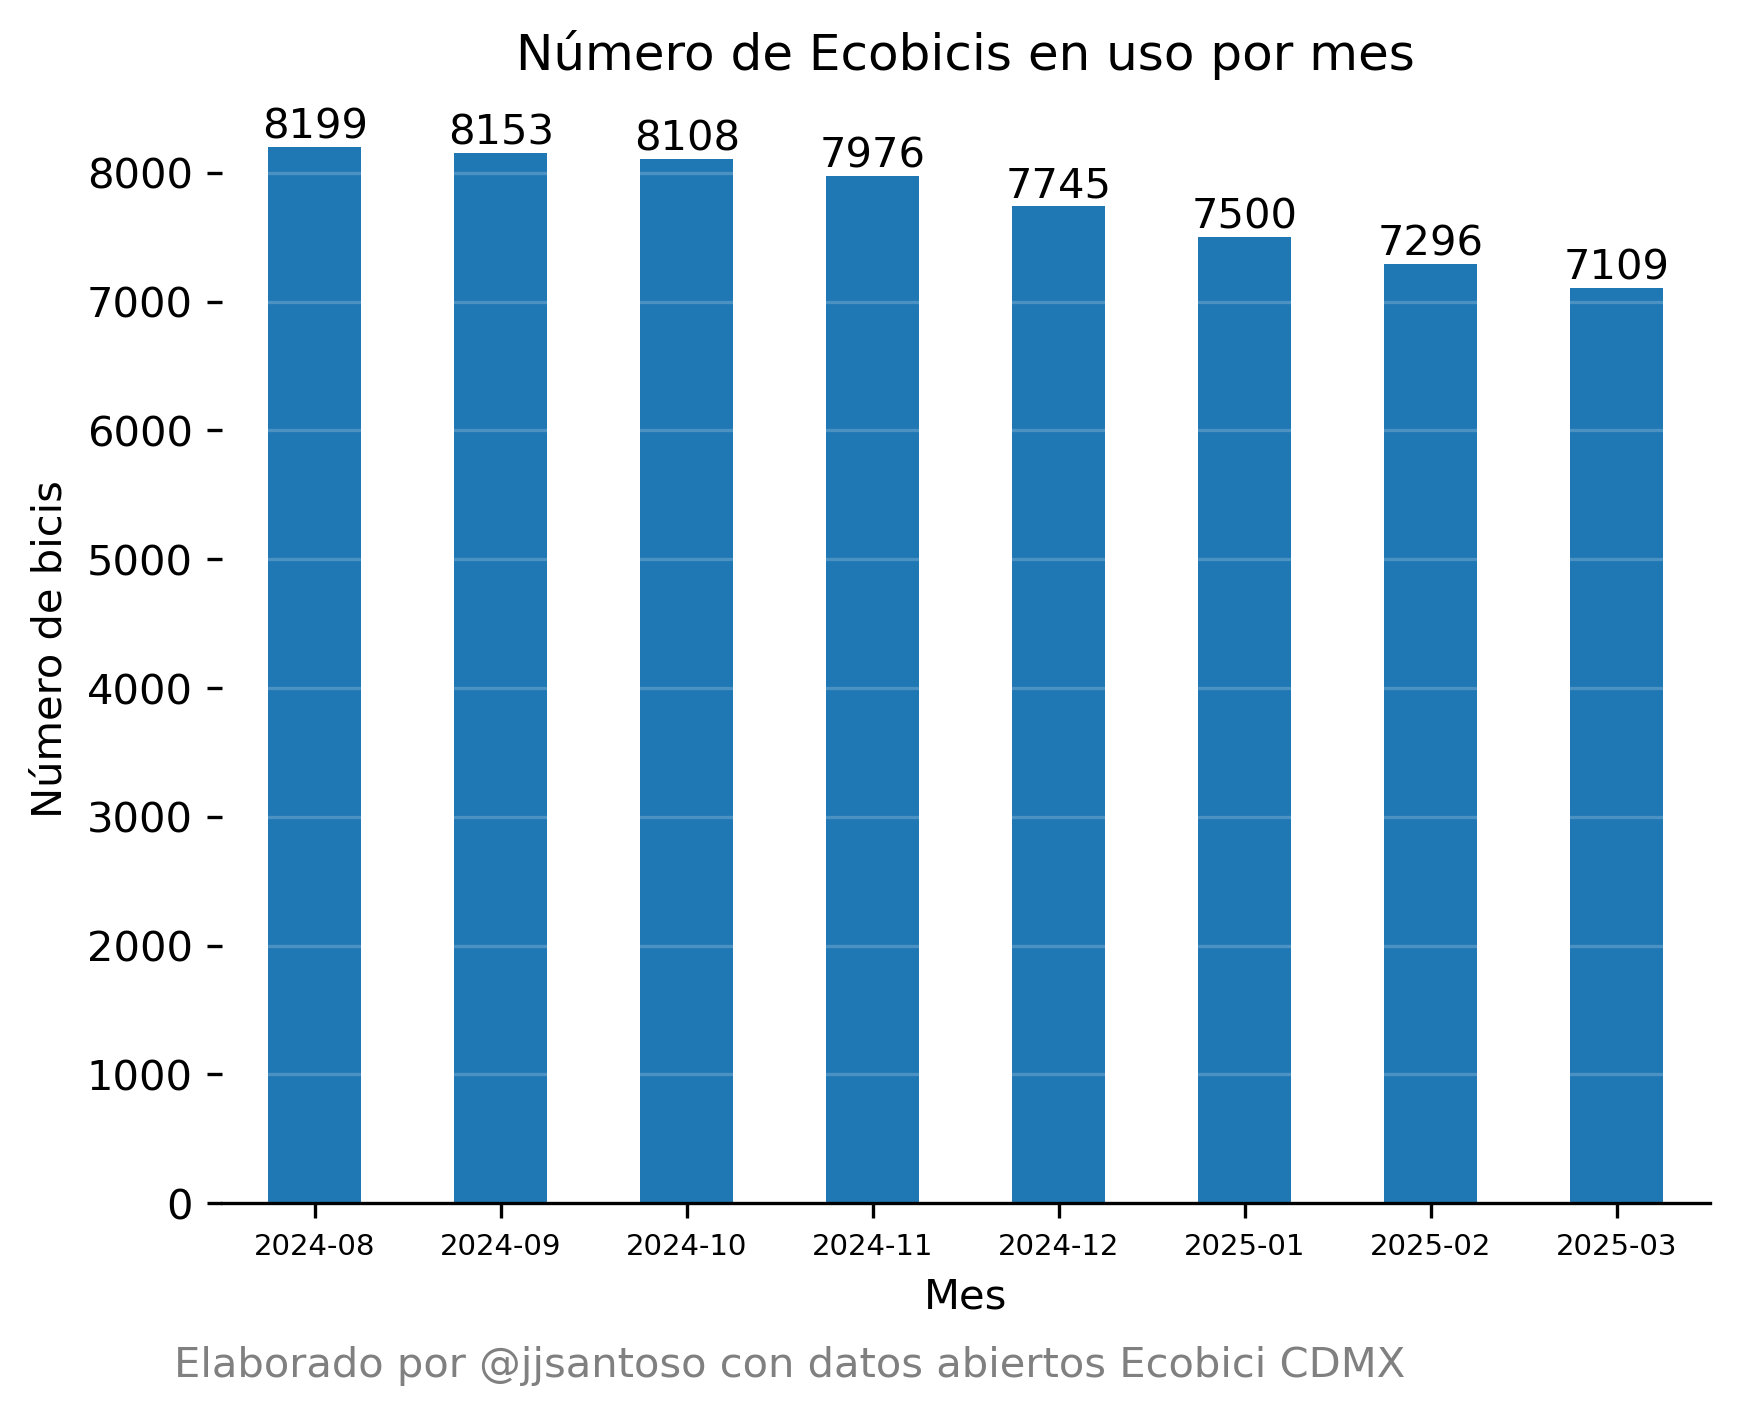 Número de Ecobicis en uso por mes
8199 8153 8108 7976 7745 7500 7296 7109
8000
7000
6000
5000
4000
3000
2000
1000
0
Número de bicis
2024-08 2024-09 2024-10 2024-11 2024-12 2025-01 2025-02 2025-03
Mes
Elaborado por @jjsantoso con datos abiertos Ecobici CDMX